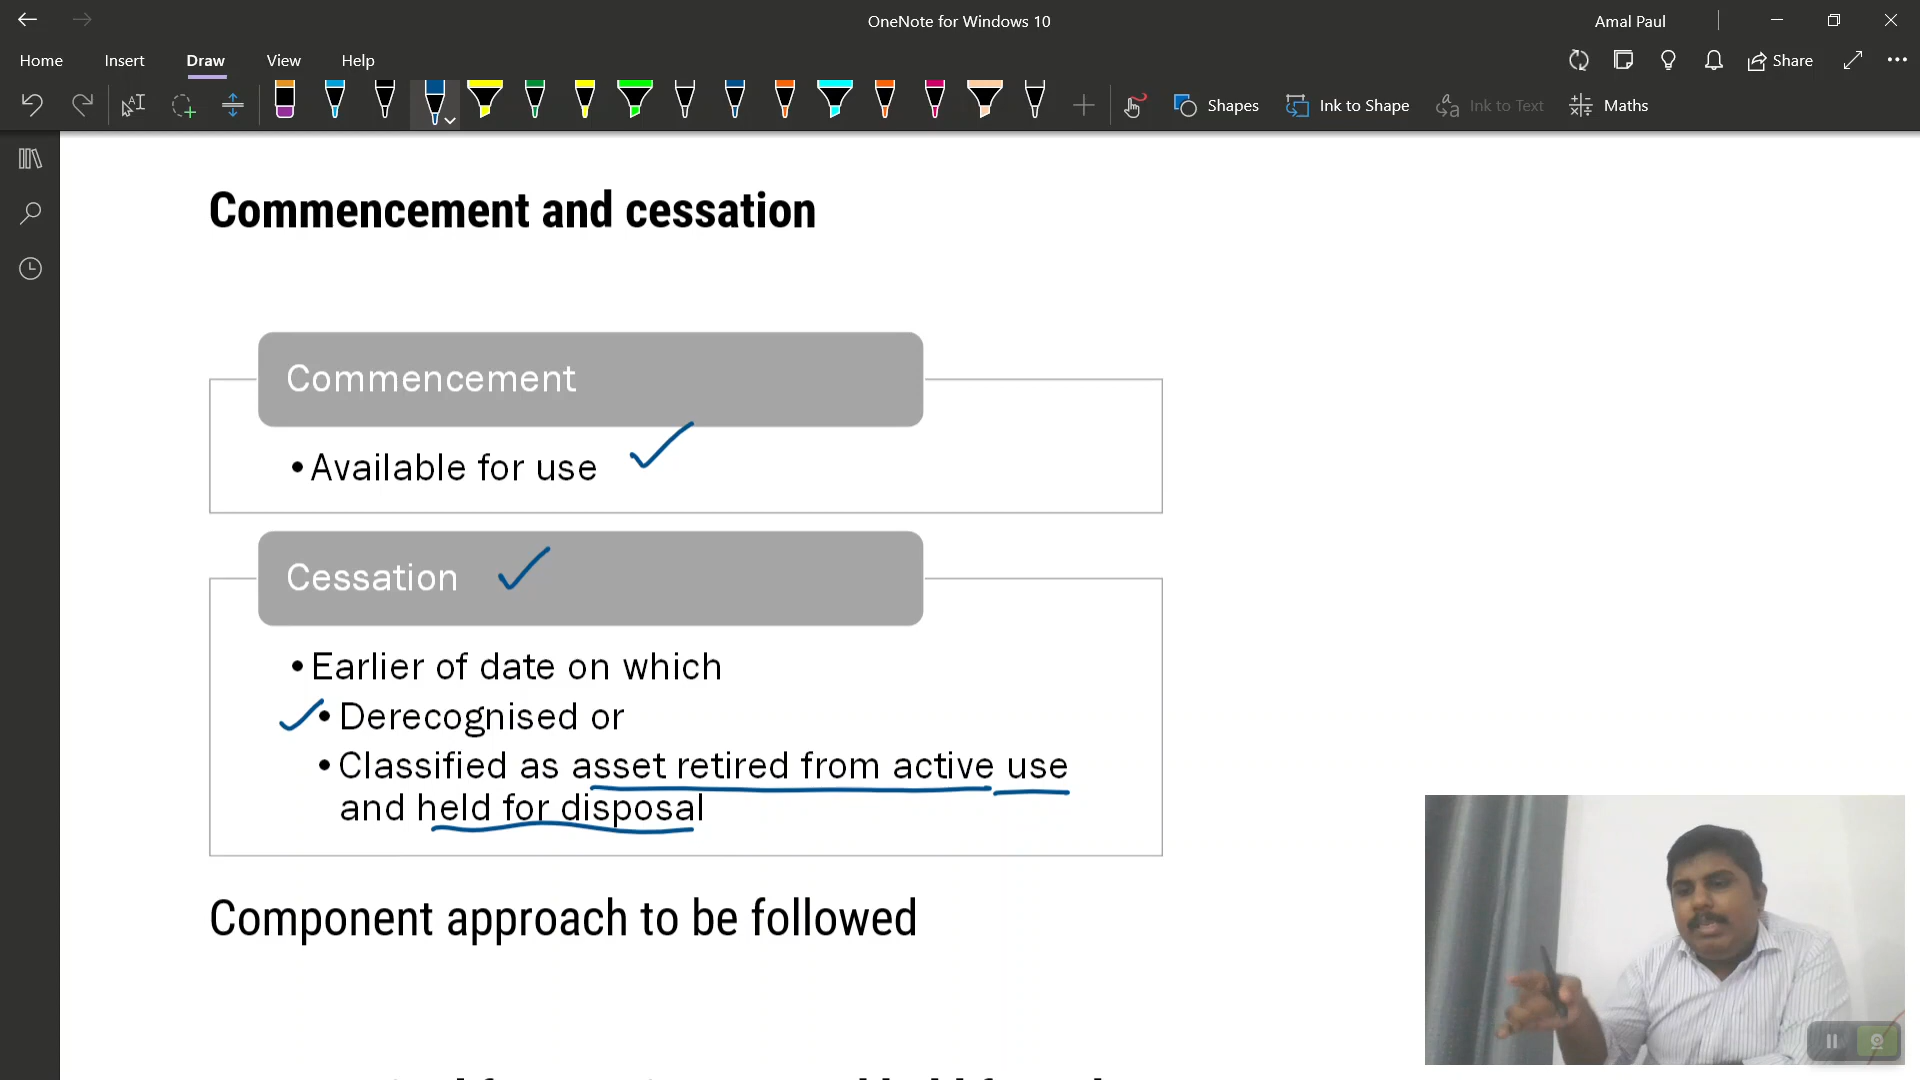 OneNote for Windows 10
Amal Paul
Home Insert Draw View Help
Share
Shapes Ink to Shape Ink to Text Maths
Commencement and cessation
Commencement
•Available for use
Cessation
•Earlier of date on which
•Derecognised or
•Classified as asset retired from active use
and held for disposal
Component approach to be followed